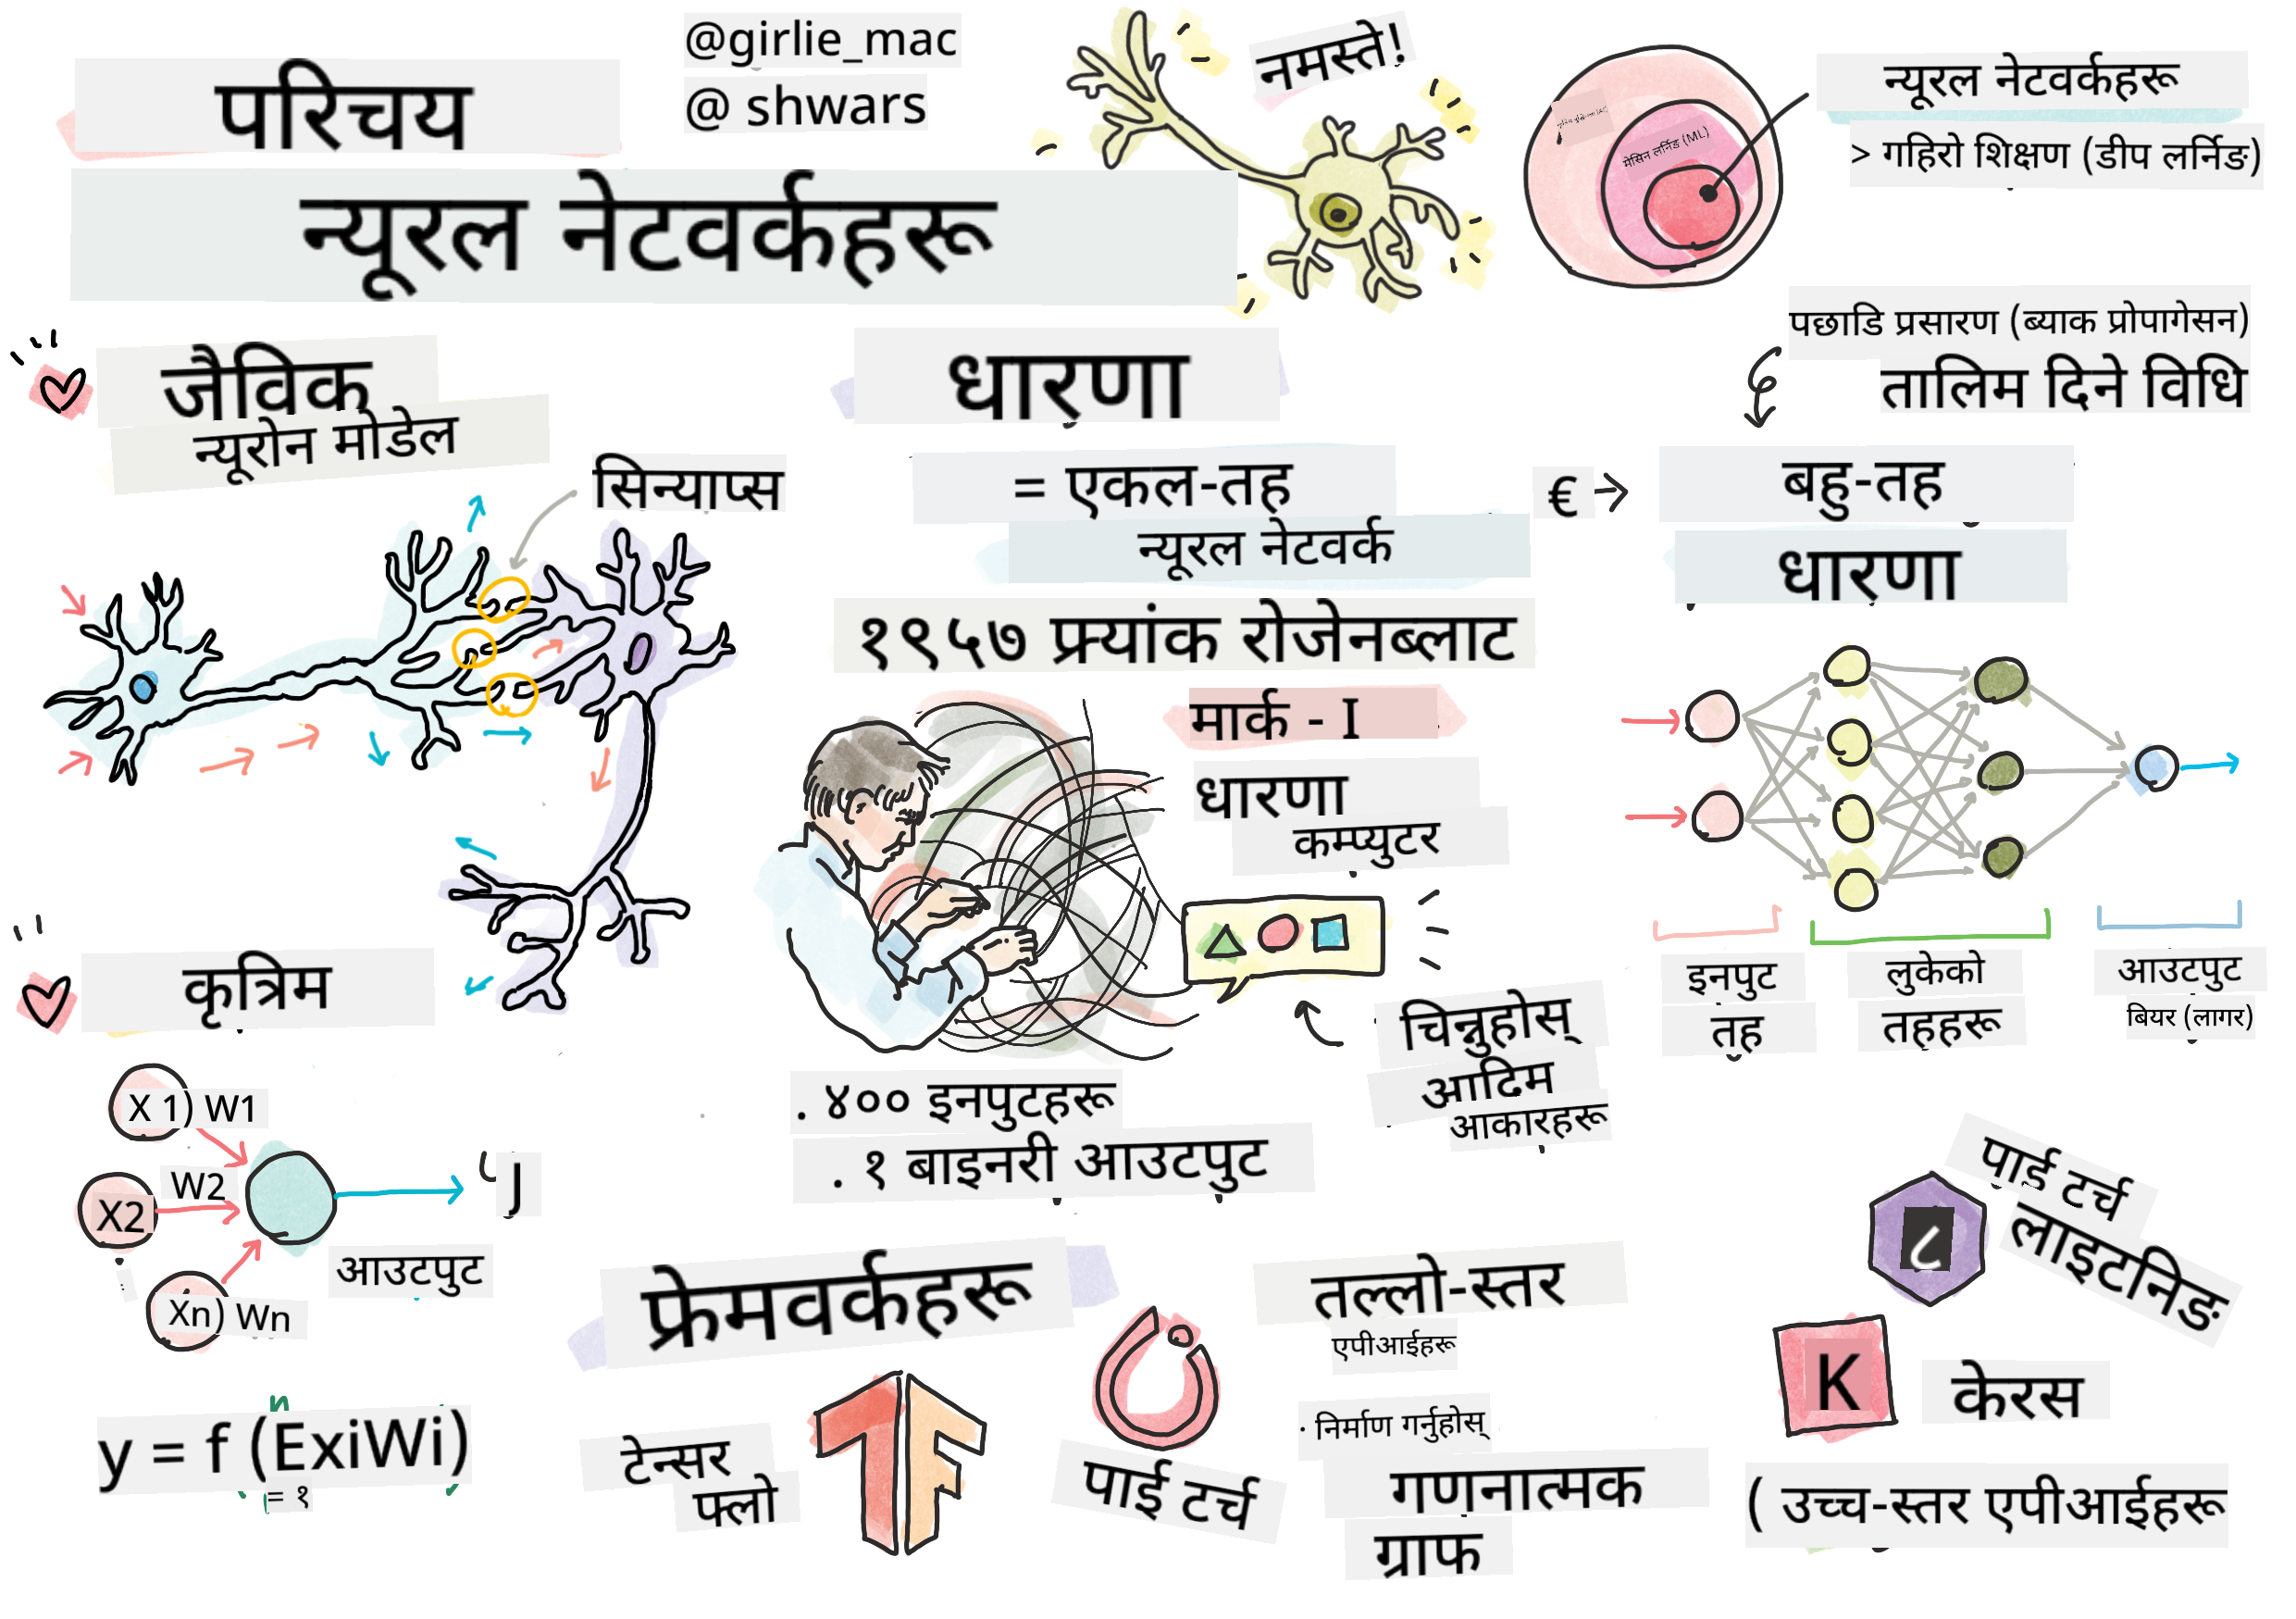 @girlie_mac
@ shwars
परिचय
न्यूरल नेटवर्कहरू
नमस्ते!
मेसिन लर्निङ (ML)
न्यूरल नेटवर्कहरू
> गहिरो शिक्षण (डीप लर्निङ)
जैविक
न्यूरोन मोडेल
सिन्याप्स
धारणा
= एकल-तह
न्यूरल नेटवर्क
१९५७ फ्र्यांक रोजेनब्लाट
मार्क - I
धारणा
कम्प्युटर
. ४०० इनपुटहरू
. १ बाइनरी आउटपुट
चिन्नुहोस्
आदिम
आकारहरू
पछाडि प्रसारण (ब्याक प्रोपागेसन)
तालिम दिने विधि
€
बहु-तह
धारणा
इनपुट
तह
लुकेको
तहहरू
आउटपुट
बियर (लागर)
कृत्रिम
X 1) W1
W2
X2
Xn) Wn
J
आउटपुट
n
y = f (ExiWi)
= १
फ्रेमवर्कहरू
टेन्सर
फ्लो
TF
पाई टर्च
तल्लो-स्तर
एपीआईहरू
· निर्माण गर्नुहोस्
गणनात्मक
ग्राफ
पाई टर्च
लाइटनिङ
K
केरस
( उच्च-स्तर एपीआईहरू